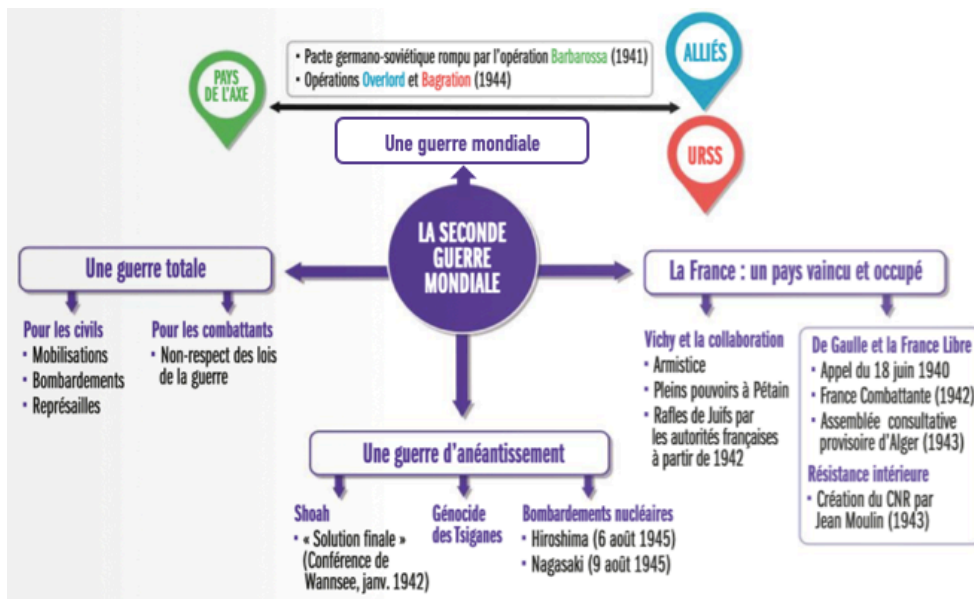 • Pacte germano-soviétique rompu par l'opération Barbarossa (1941)
• Opérations Overlord et Bagration (1944)
PAYS
DE L'AXE
ALLIÉS
URSS
Une guerre mondiale
LA SECONDE
GUERRE
MONDIALE
Une guerre totale
Pour les civils
• Mobilisations
• Bombardements
• Représailles
Pour les combattants
• Non-respect des lois
de la guerre
La France : un pays vaincu et occupé
Vichy et la collaboration
• Armistice
• Pleins pouvoirs à Pétain
• Rafles de Juifs par
les autorités françaises
à partir de 1942
De Gaulle et la France Libre
• Appel du 18 juin 1940
• France Combattante (1942)
• Assemblée consultative
provisoire d'Alger (1943)
Résistance intérieure
• Création du CNR par
Jean Moulin (1943)
Une guerre d'anéantissement
Shoah
• « Solution finale »
(Conférence de
Wannsee, janv. 1942)
Génocide
des Tsiganes
Bombardements nucléaires
• Hiroshima (6 août 1945)
• Nagasaki (9 août 1945)